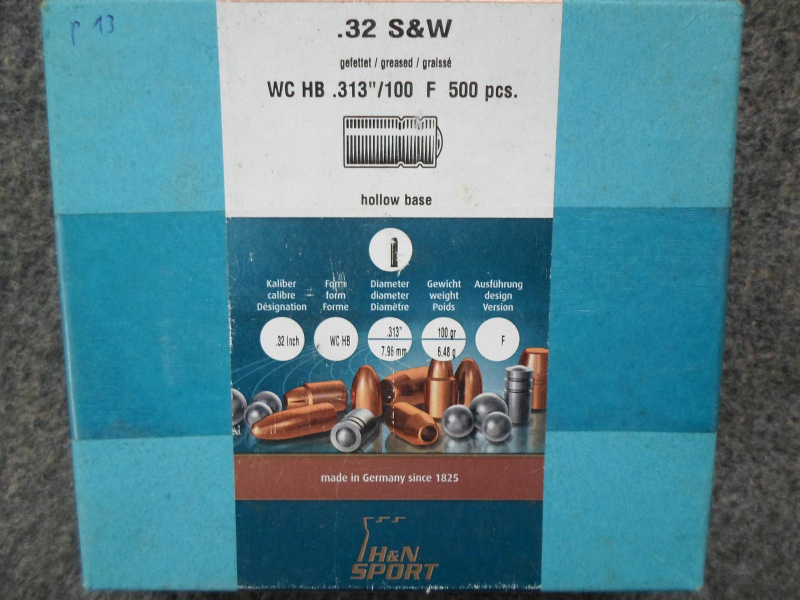 p 13
.32 S&W
gefettet / greased / graissé
WC HB .313"/100 F 500 pcs.
hollow base
Kaliber Form Diameter Gewicht Ausführung
calibre form diameter weight design
Désignation Forme Diamètre Poids Version
.32 inch WC HB .313" 7.96 mm 100 gr 6.48 g F
made in Germany since 1825
H&N
SPORT